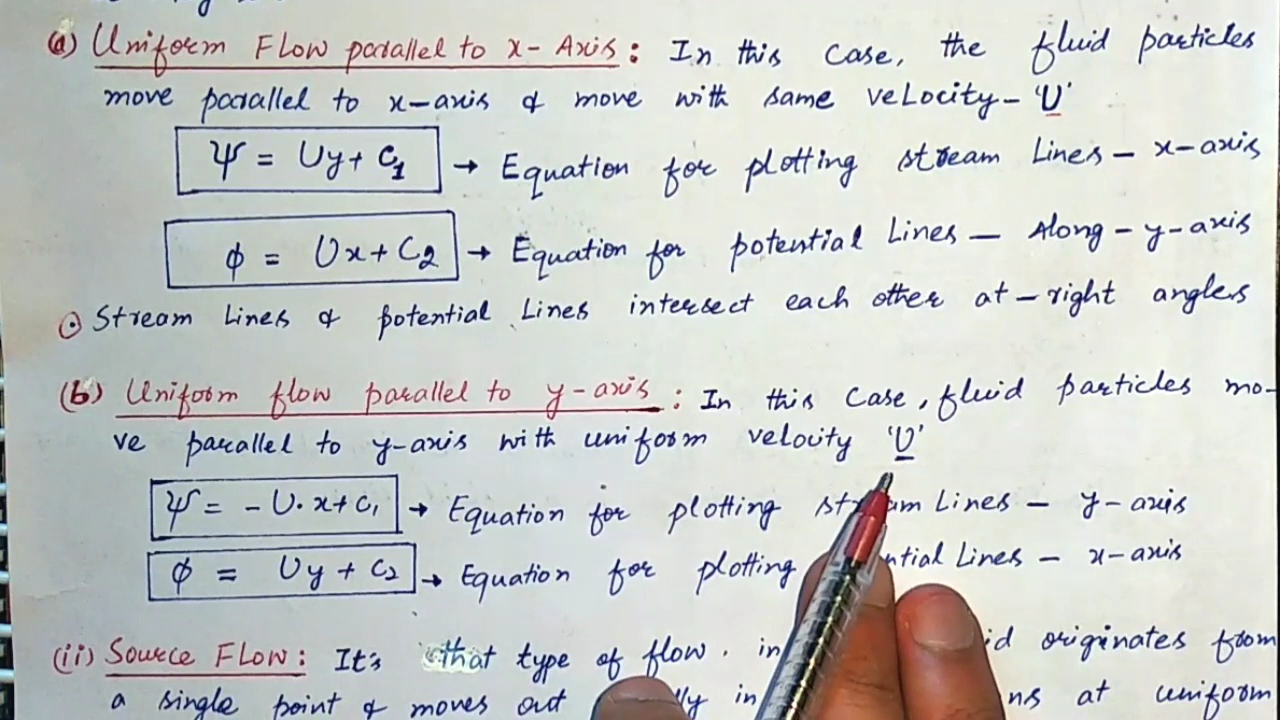 (a) Uniform Flow parallel to x-Axis: In this case, the fluid particles
move parallel to x-axis & move with same velocity - 'U'
Ψ = Uy + C1 → Equation for plotting stream Lines - x-axis
ϕ = Ux + C2 → Equation for potential Lines - Along - y-axis
Stream Lines & potential Lines intersect each other at - right angles
(b) Uniform flow parallel to y-axis: In this case, fluid particles mo-
ve parallel to y-axis with uniform velocity 'U'
Ψ = - U. x + C1 → Equation for plotting Lines - y-axis
ϕ = Uy + C2 → Equation for plotting Lines - x-axis
(ii) Source Flow: It's that type of flow. originates from
a single point & moves out at uniform